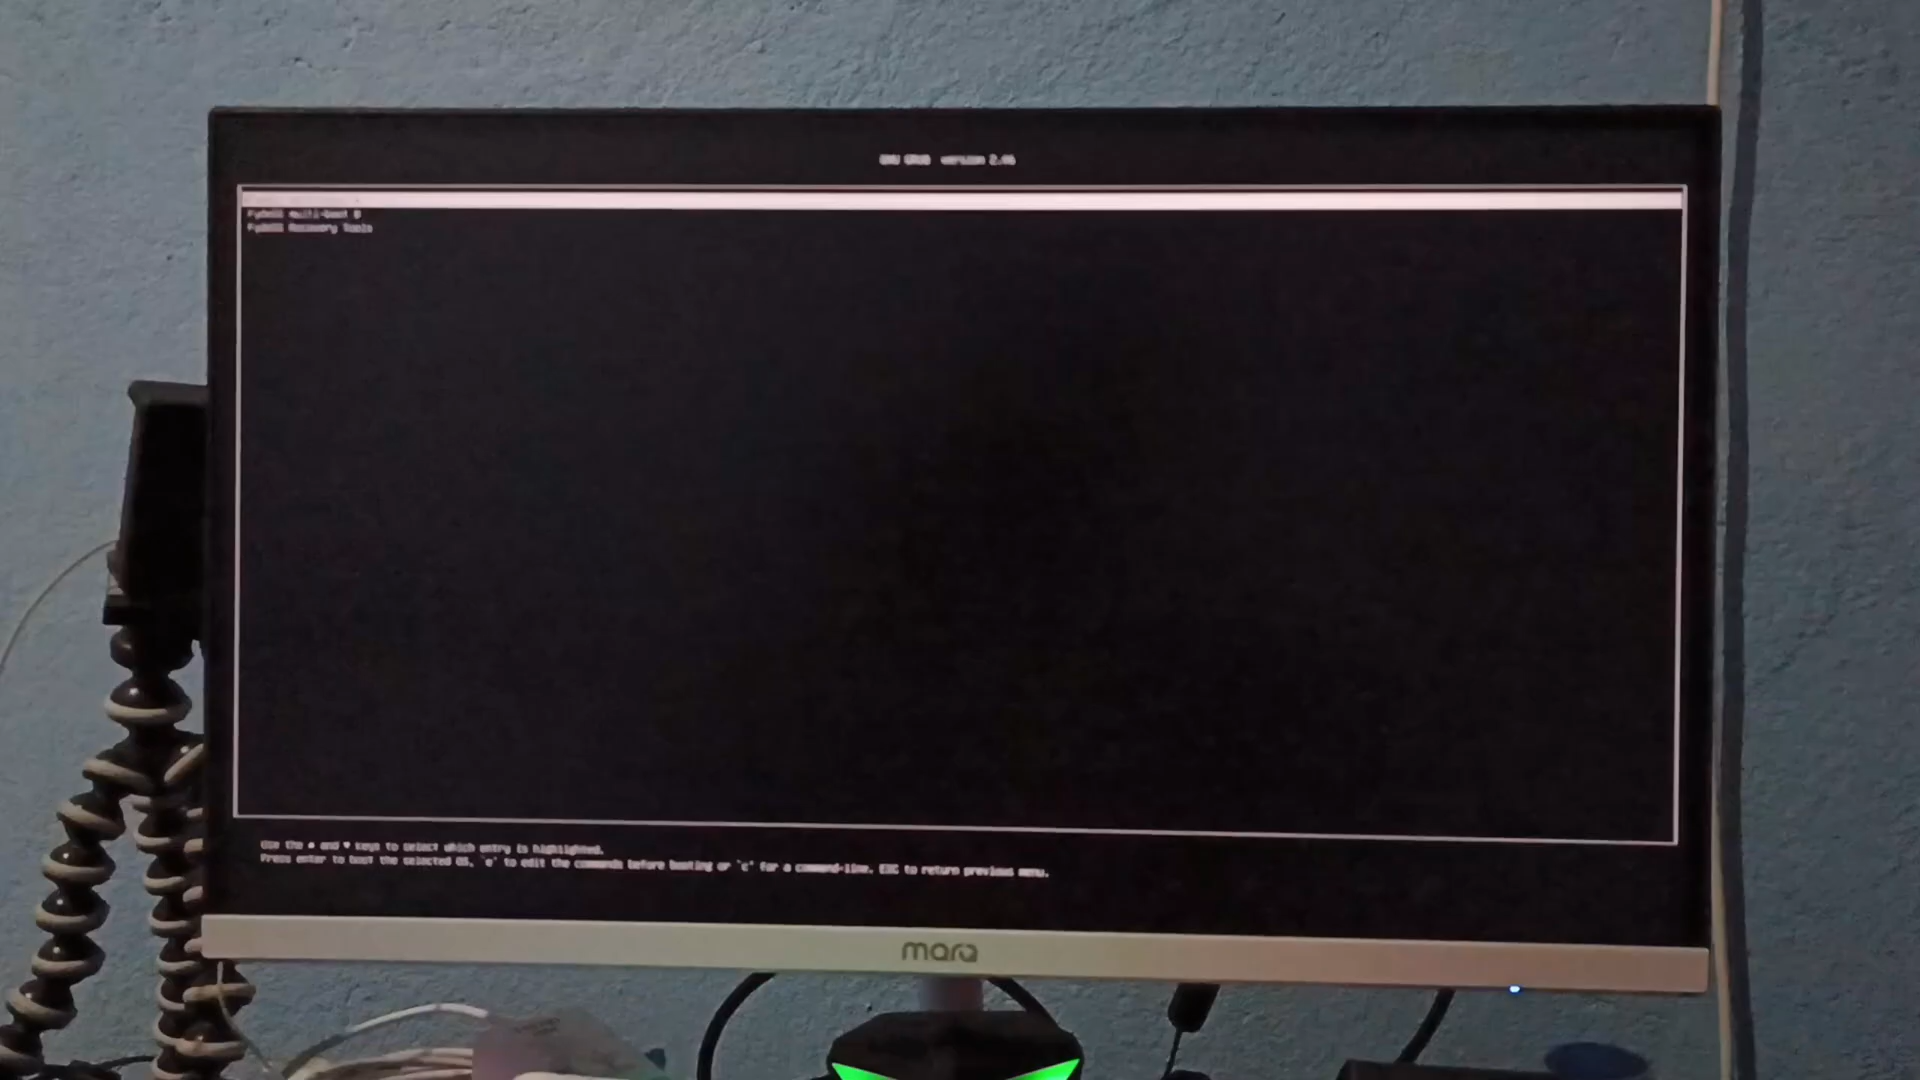 GNU GRUB version 2.06
FydeOS multi-boot B
FydeOS Recovery Tools
Use the ▲ and ▼ keys to select which entry is highlighted.
Press enter to boot the selected OS, `e' to edit the commands before booting or `c' for a command-line. ESC to return previous menu.
mara